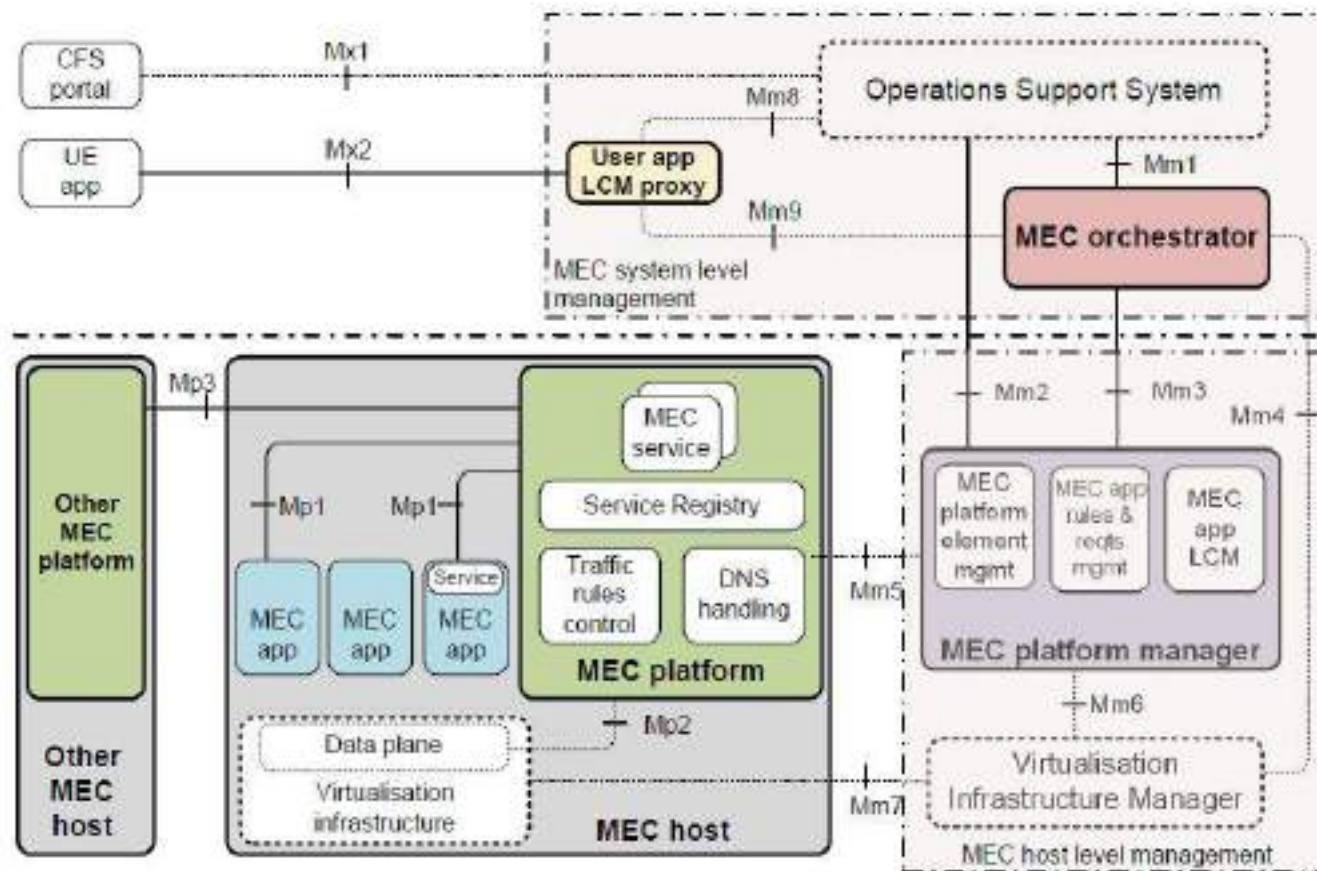 CFS
portal
Mx1
Operations Support System
Mm8
UE
app
Mx2
User app
LCM proxy
Mm1
Mm9
MEC orchestrator
MEC system level
management
Mp3
Mm2
Mm3
Mm4
Other
MEC
platform
MEC
service
Service Registry
Mp1
Mp1
Traffic
rules
control
DNS
handling
Mm5
MEC
platform
element
mgmt
MEC app
rules &
reqts
mgmt
MEC
app
LCM
MEC
app
MEC
app
Service
MEC
app
MEC platform
MEC platform manager
Mp2
Mm6
Data plane
Virtualisation
infrastructure
Mm7
Virtualisation
Infrastructure Manager
Other
MEC
host
MEC host
MEC host level management